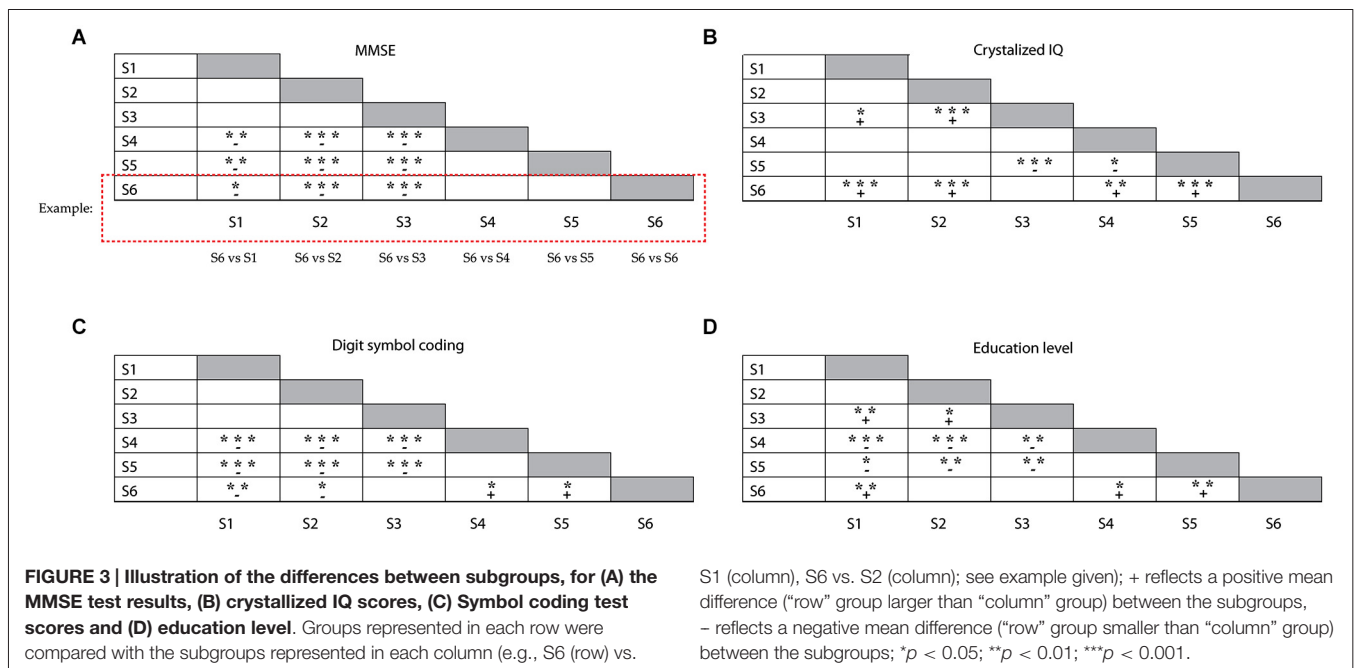 A
MMSE
S1
S2
S3
S4 ** - *** - *** -
S5 ** - *** - *** -
S6 * - *** - *** -
Example:
S1 S2 S3 S4 S5 S6
S6 vs S1 S6 vs S2 S6 vs S3 S6 vs S4 S6 vs S5 S6 vs S6
B
Crystalized IQ
S1
S2
S3 * + *** +
S4
S5 *** - * -
S6 *** + *** + ** + *** +
S1 S2 S3 S4 S5 S6
C
Digit symbol coding
S1
S2
S3
S4 *** - *** - *** -
S5 *** - *** - *** -
S6 ** - * - * + * +
S1 S2 S3 S4 S5 S6
D
Education level
S1
S2
S3 ** + * +
S4 *** - *** - ** -
S5 * - ** - ** -
S6 ** + * + ** +
S1 S2 S3 S4 S5 S6
FIGURE 3 | Illustration of the differences between subgroups, for (A) the
MMSE test results, (B) crystallized IQ scores, (C) Symbol coding test
scores and (D) education level. Groups represented in each row were
compared with the subgroups represented in each column (e.g., S6 (row) vs.
S1 (column), S6 vs. S2 (column); see example given); + reflects a positive mean
difference (“row” group larger than “column” group) between the subgroups,
– reflects a negative mean difference (“row” group smaller than “column” group)
between the subgroups; *p < 0.05; **p < 0.01; ***p < 0.001.